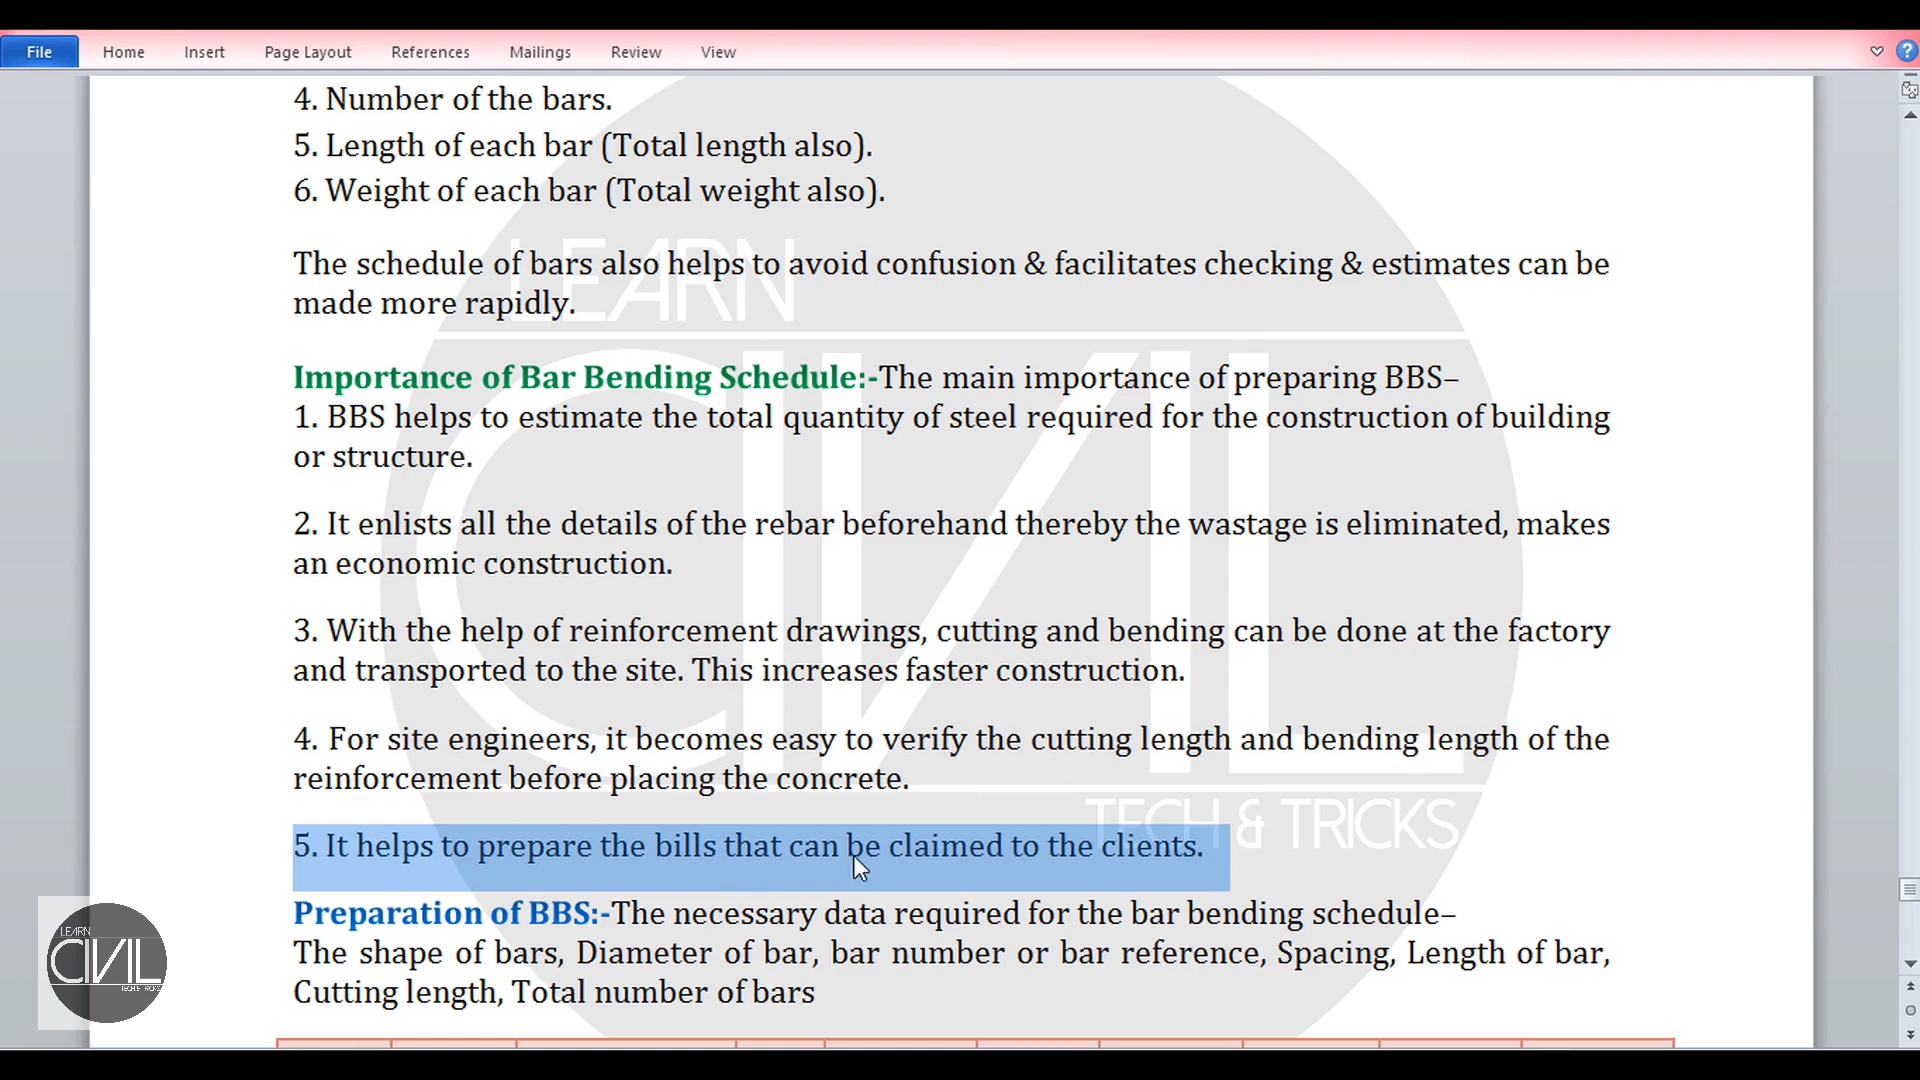 File Home Insert Page Layout References Mailings Review View
4. Number of the bars.
5. Length of each bar (Total length also).
6. Weight of each bar (Total weight also).
The schedule of bars also helps to avoid confusion & facilitates checking & estimates can be
made more rapidly.
Importance of Bar Bending Schedule:-The main importance of preparing BBS–
1. BBS helps to estimate the total quantity of steel required for the construction of building
or structure.
2. It enlists all the details of the rebar beforehand thereby the wastage is eliminated, makes
an economic construction.
3. With the help of reinforcement drawings, cutting and bending can be done at the factory
and transported to the site. This increases faster construction.
4. For site engineers, it becomes easy to verify the cutting length and bending length of the
reinforcement before placing the concrete.
5. It helps to prepare the bills that can be claimed to the clients.
Preparation of BBS:-The necessary data required for the bar bending schedule–
The shape of bars, Diameter of bar, bar number or bar reference, Spacing, Length of bar,
Cutting length, Total number of bars
LEARN
CIVIL
TECH & TRICKS
LEARN
CIVIL
TECH & TRICKS